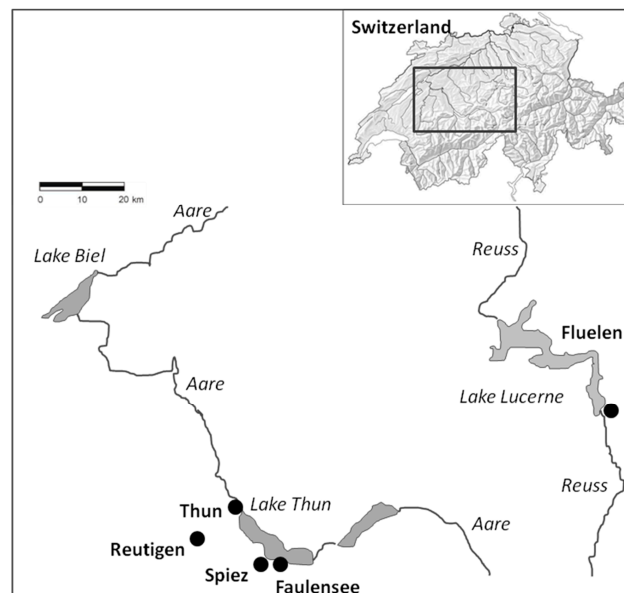 Switzerland
0 10 20 km
Aare
Lake Biel
Reuss
Fluelen
Aare
Lake Lucerne
Reuss
Thun
Lake Thun
Aare
Reutigen
Spiez
Faulensee